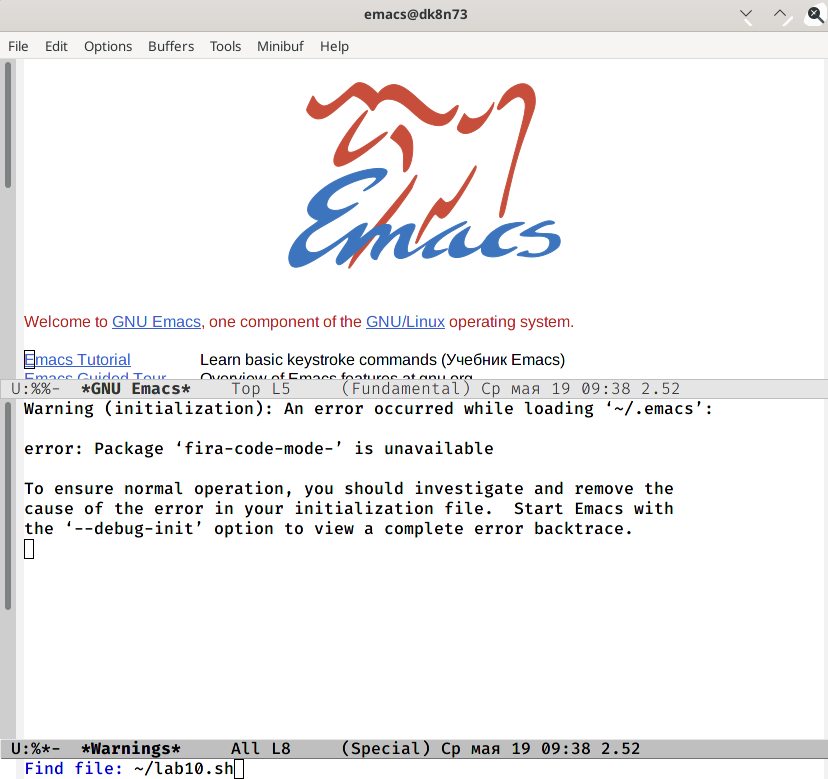 emacs@dk8n73
File Edit Options Buffers Tools Minibuf Help
Emacs
Welcome to GNU Emacs, one component of the GNU/Linux operating system.
Emacs Tutorial Learn basic keystroke commands (Учебник Emacs)
Emacs Guided Tour Overview of Emacs features at gnu.org
U:%%- *GNU Emacs* Top L5 (Fundamental) Ср мая 19 09:38 2.52
Warning (initialization): An error occurred while loading ‘~/.emacs’:
error: Package ‘fira-code-mode-’ is unavailable
To ensure normal operation, you should investigate and remove the
cause of the error in your initialization file. Start Emacs with
the ‘--debug-init’ option to view a complete error backtrace.
U:%*- *Warnings* All L8 (Special) Ср мая 19 09:38 2.52
Find file: ~/lab10.sh